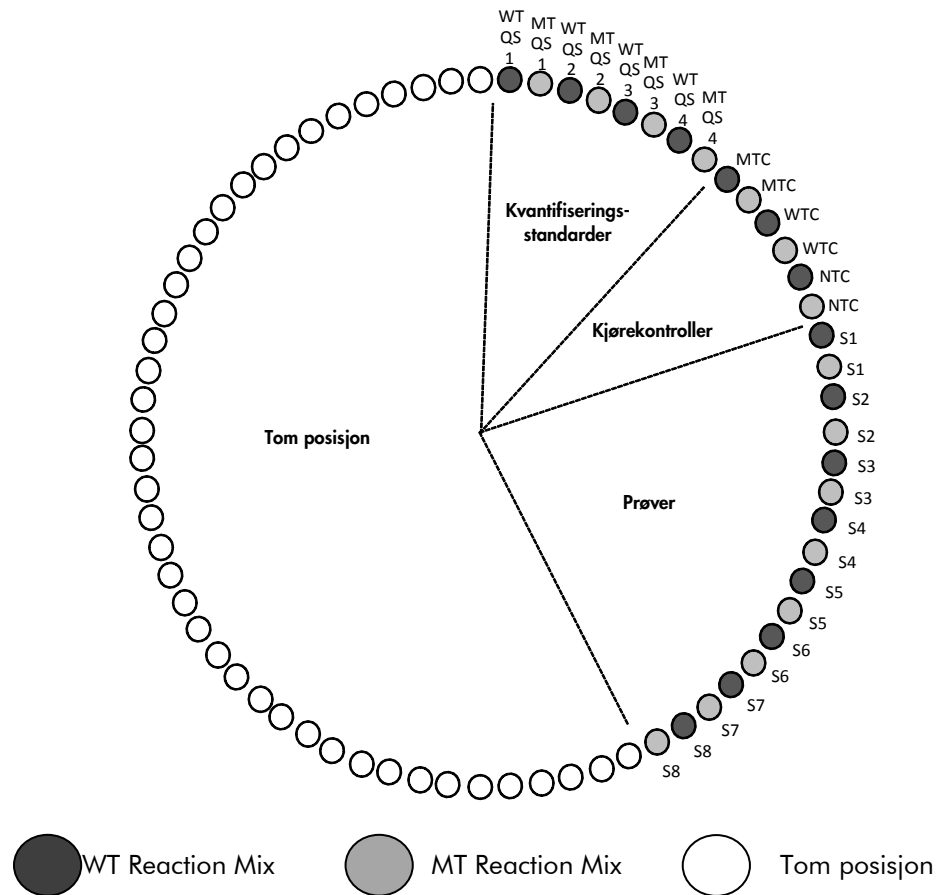 WT QS 1
MT QS 1
WT QS 2
MT QS 2
WT QS 3
MT QS 3
WT QS 4
MT QS 4
MTC
MTC
WTC
WTC
NTC
NTC
S1
S1
S2
S2
S3
S3
S4
S4
S5
S5
S6
S6
S7
S7
S8
S8
Kvantifiserings-
standarder
Kjørekontroller
Tom posisjon
Prøver
WT Reaction Mix
MT Reaction Mix
Tom posisjon